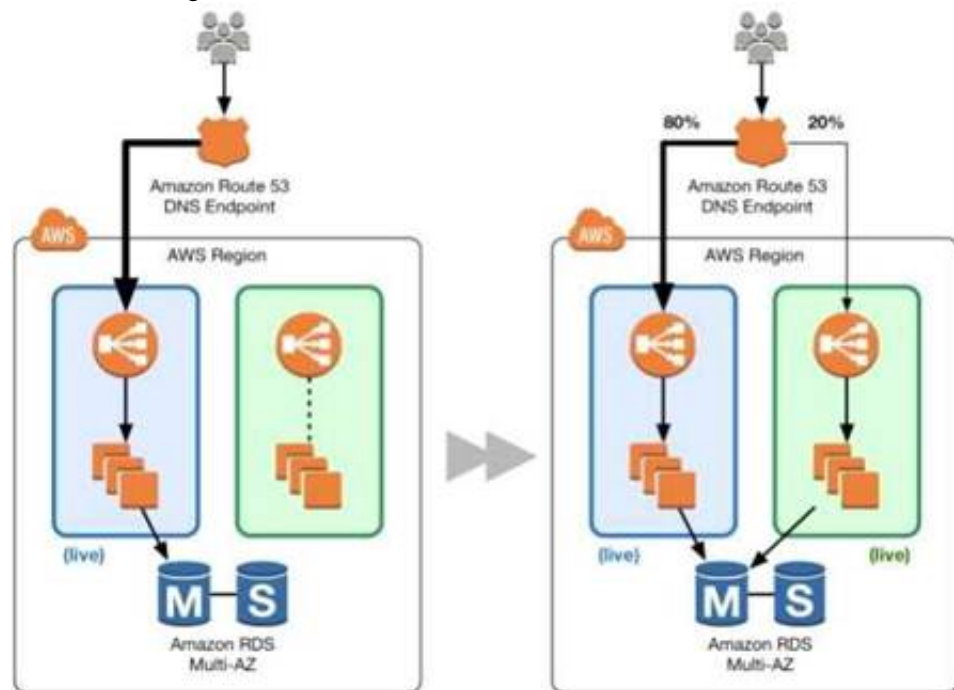 Amazon Route 53
DNS Endpoint
AWS
AWS Region
(live)
M
S
Amazon RDS
Multi-AZ
80%
20%
Amazon Route 53
DNS Endpoint
AWS
AWS Region
(live)
(live)
M
S
Amazon RDS
Multi-AZ